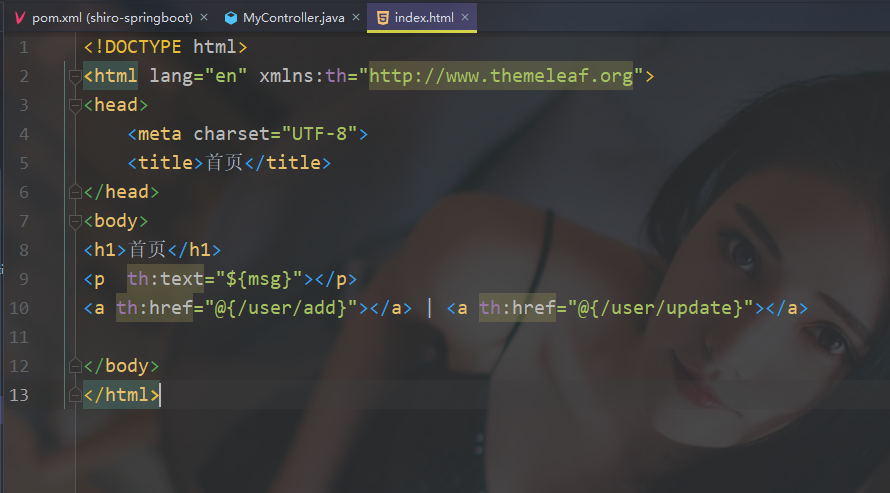 pom.xml (shiro-springboot) × MyController.java × index.html ×
1 <!DOCTYPE html>
2 <html lang="en" xmlns:th="http://www.themeleaf.org">
3 <head>
4 <meta charset="UTF-8">
5 <title>首页</title>
6 </head>
7 <body>
8 <h1>首页</h1>
9 <p  th:text="${msg}"></p>
10 <a th:href="@{/user/add}"></a> | <a th:href="@{/user/update}"></a>
11
12 </body>
13 </html>